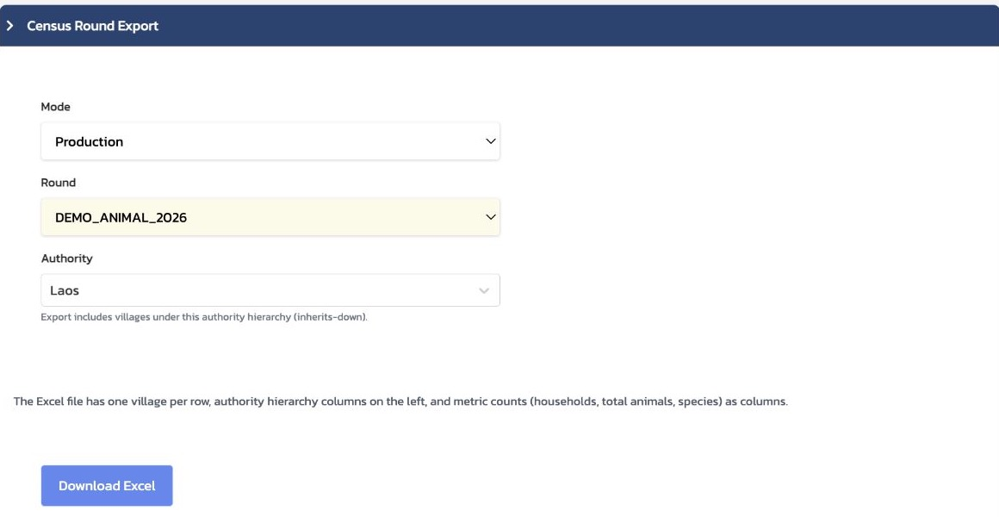 Census Round Export
Mode
Production
Round
DEMO_ANIMAL_2026
Authority
Laos
Export includes villages under this authority hierarchy (inherits-down).
The Excel file has one village per row, authority hierarchy columns on the left, and metric counts (households, total animals, species) as columns.
Download Excel